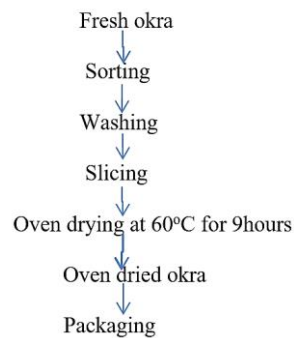 Fresh okra
Sorting
Washing
Slicing
Oven drying at 60°C for 9hours
Oven dried okra
Packaging